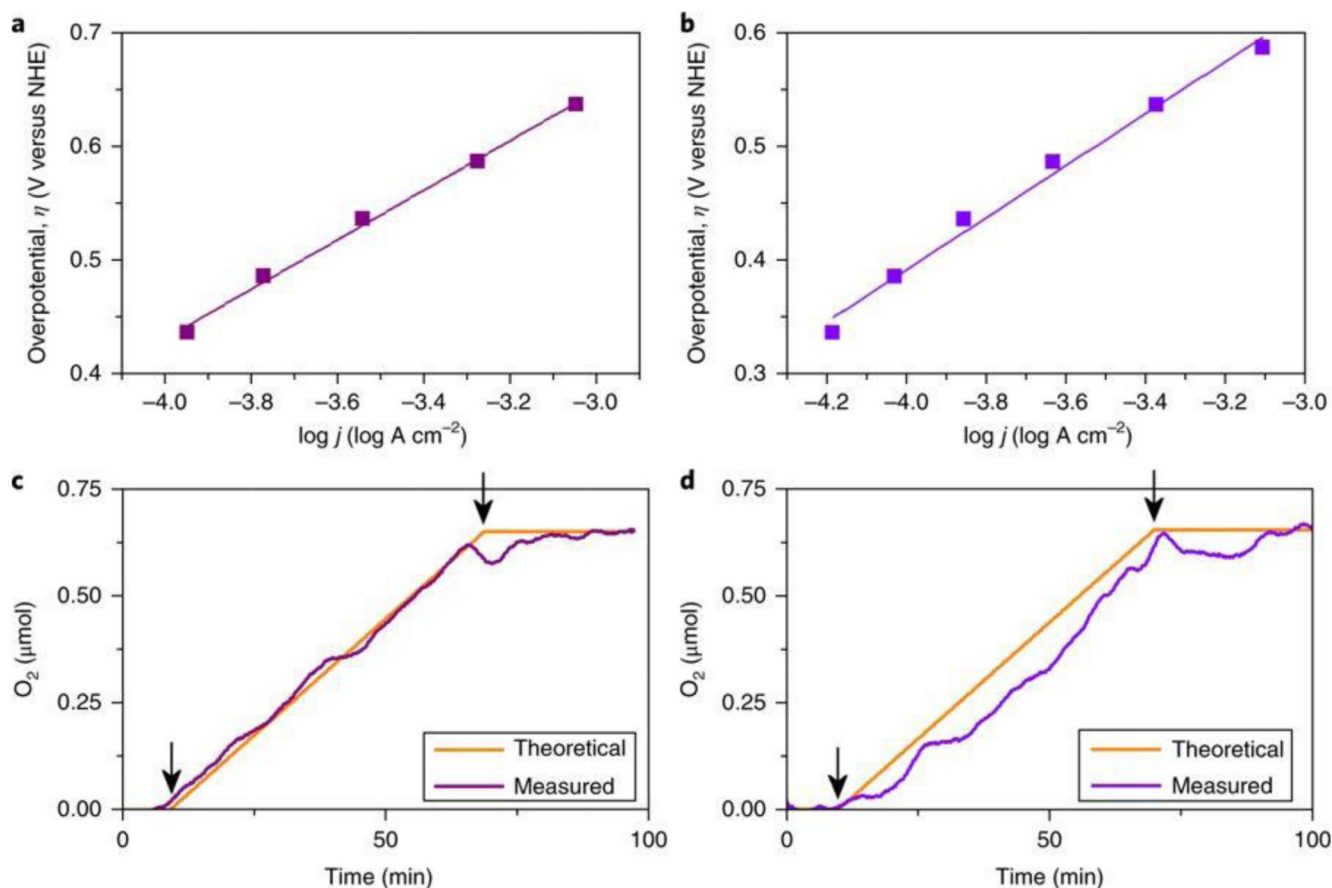 a
0.7
0.6
0.5
0.4
Overpotential, η (V versus NHE)
–4.0 –3.8 –3.6 –3.4 –3.2 –3.0
log j (log A cm⁻²)
b
0.6
0.5
0.4
0.3
Overpotential, η (V versus NHE)
–4.2 –4.0 –3.8 –3.6 –3.4 –3.2 –3.0
log j (log A cm⁻²)
c
0.75
0.50
0.25
0.00
O₂ (μmol)
Theoretical
Measured
0 50 100
Time (min)
d
0.75
0.50
0.25
0.00
O₂ (μmol)
Theoretical
Measured
0 50 100
Time (min)